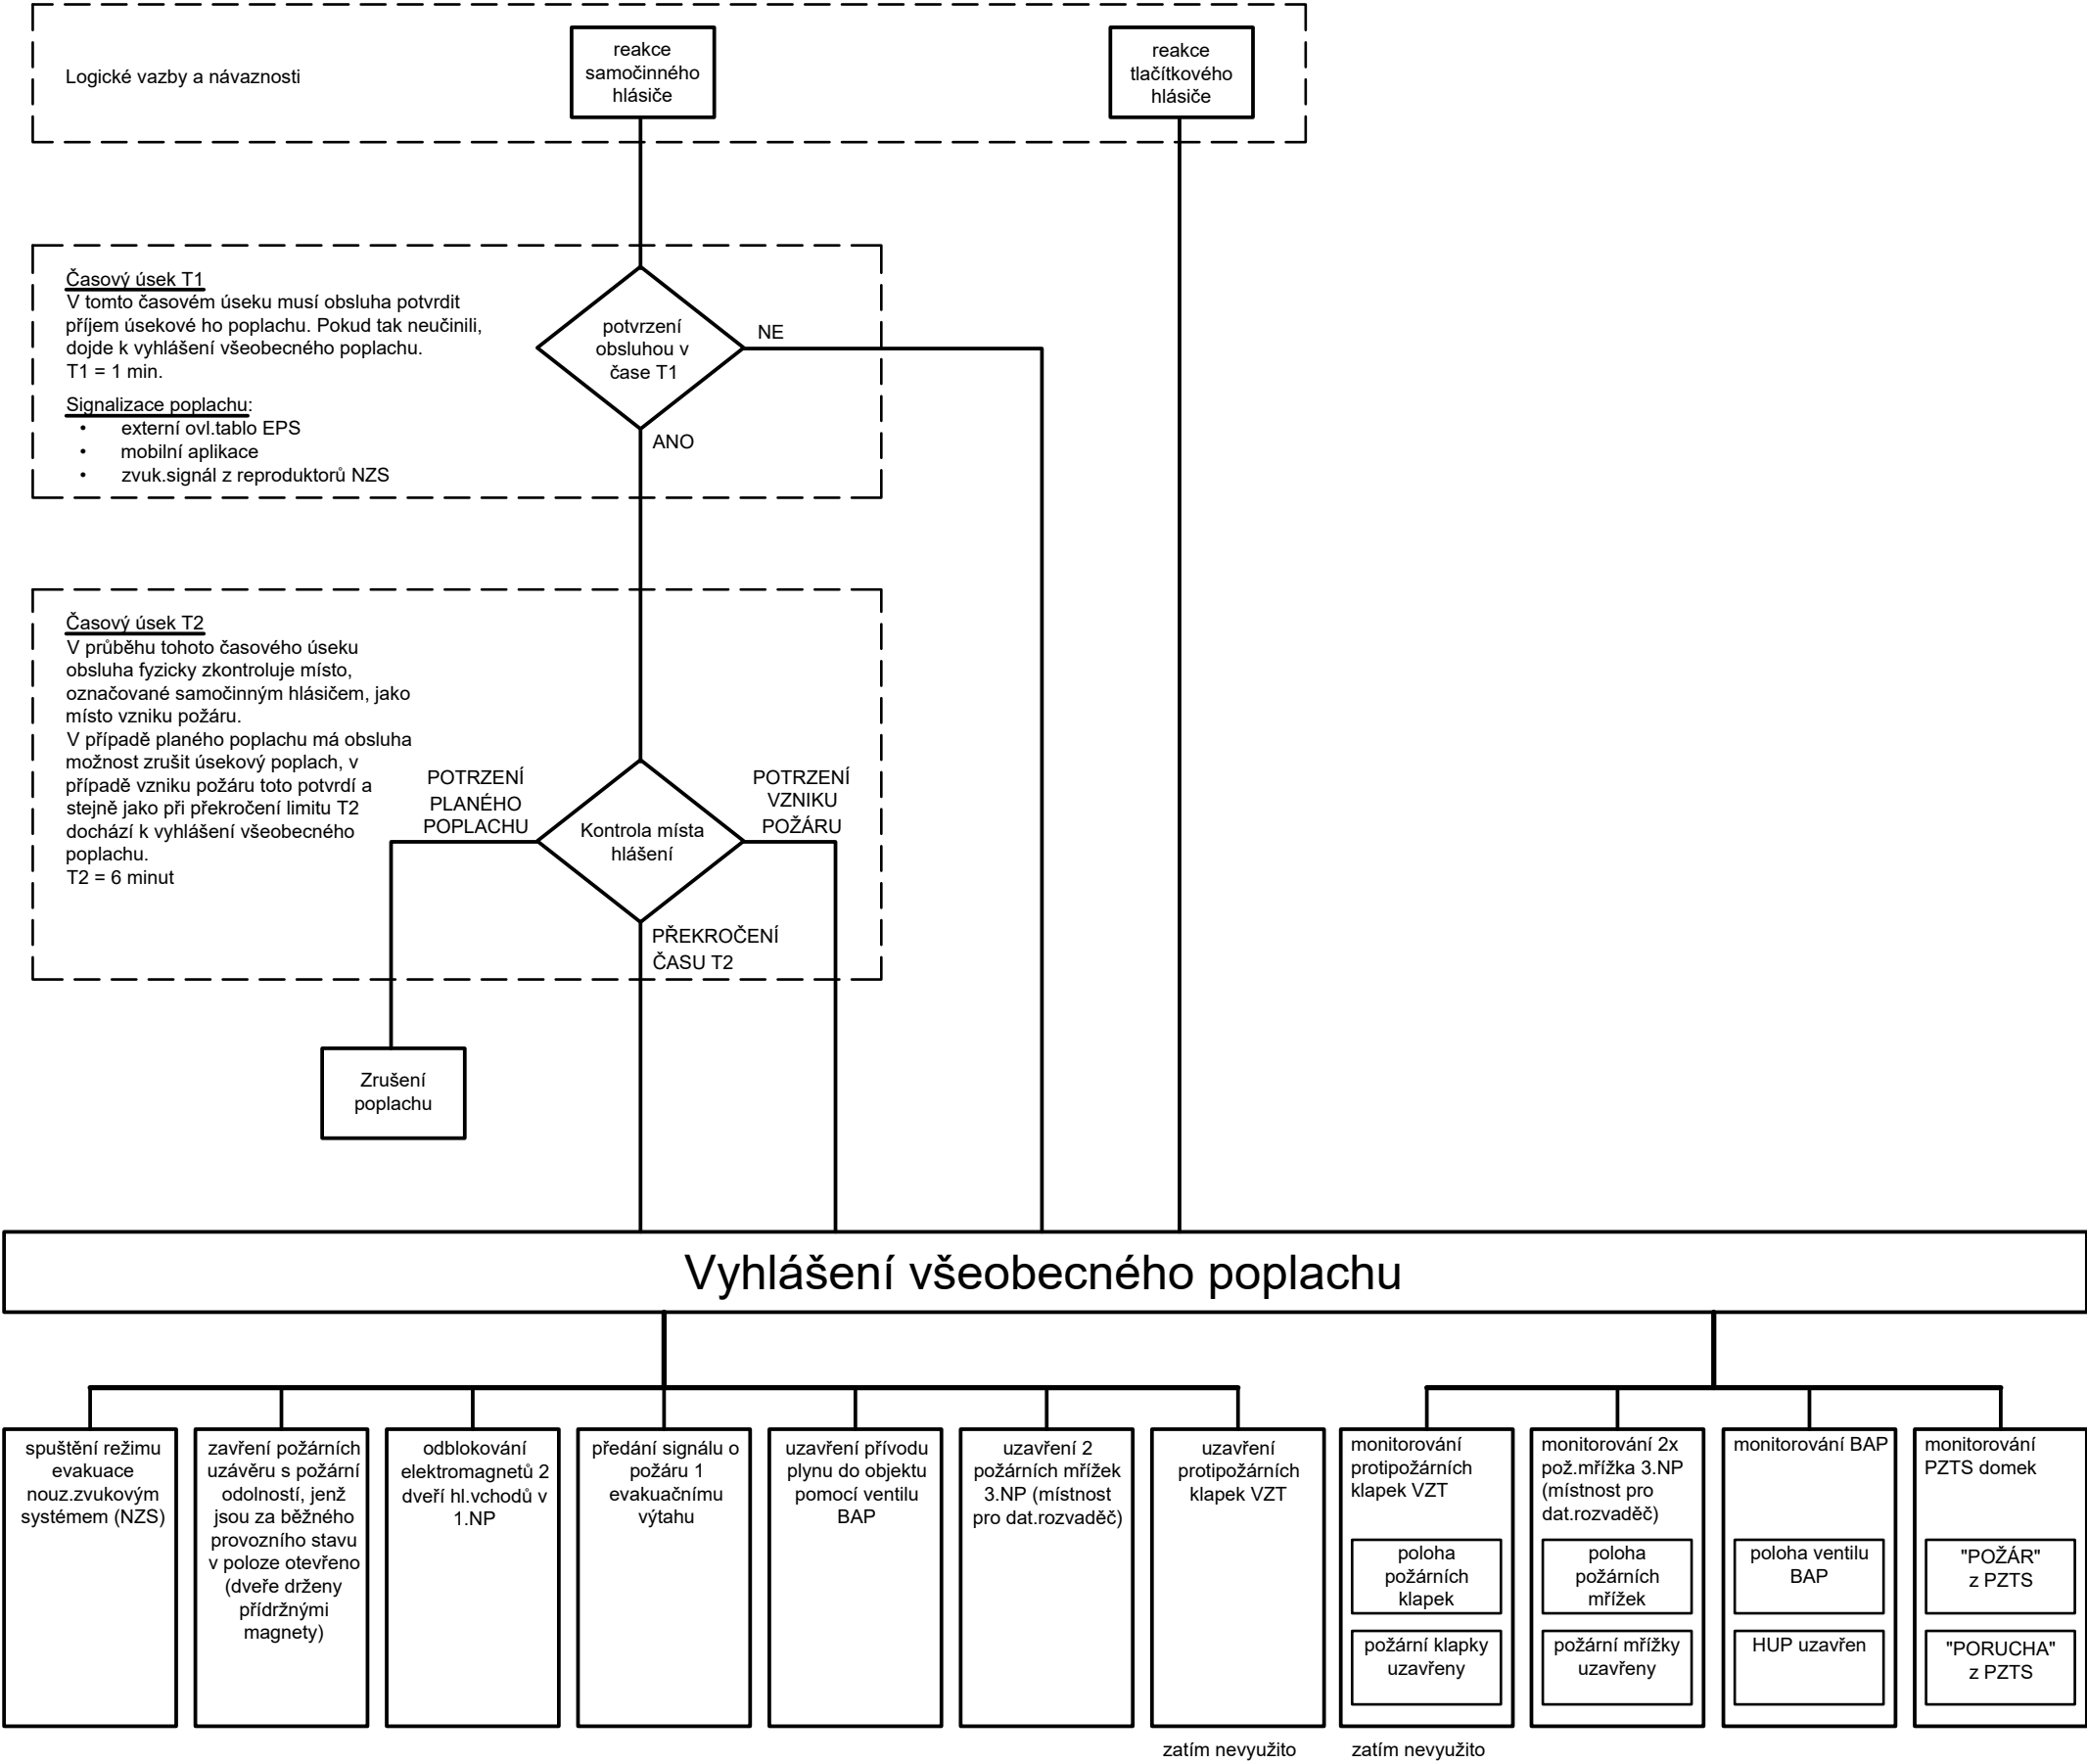 Logické vazby a návaznosti
reakce
samočinného
hlásiče
reakce
tlačítkového
hlásiče
Časový úsek T1
V tomto časovém úseku musí obsluha potvrdit
příjem úsekové ho poplachu. Pokud tak neučinili,
dojde k vyhlášení všeobecného poplachu.
T1 = 1 min.
Signalizace poplachu:
• externí ovl.tablo EPS
• mobilní aplikace
• zvuk.signál z reproduktorů NZS
potvrzení
obsluhou v
čase T1
NE
ANO
Časový úsek T2
V průběhu tohoto časového úseku
obsluha fyzicky zkontroluje místo,
označované samočinným hlásičem, jako
místo vzniku požáru.
V případě planého poplachu má obsluha
možnost zrušit úsekový poplach, v
případě vzniku požáru toto potvrdí a
stejně jako při překročení limitu T2
dochází k vyhlášení všeobecného
poplachu.
T2 = 6 minut
POTRZENÍ
PLANÉHO
POPLACHU
Kontrola místa
hlášení
POTRZENÍ
VZNIKU
POŽÁRU
PŘEKROČENÍ
ČASU T2
Zrušení
poplachu
Vyhlášení všeobecného poplachu
spuštění režimu
evakuace
nouz.zvukovým
systémem (NZS)
zavření požárních
uzávěru s požární
odolností, jenž
jsou za běžného
provozního stavu
v poloze otevřeno
(dveře drženy
přídržnými
magnety)
odblokování
elektromagnetů 2
dveří hl.vchodů v
1.NP
předání signálu o
požáru 1
evakuačnímu
výtahu
uzavření přívodu
plynu do objektu
pomocí ventilu
BAP
uzavření 2
požárních mřížek
3.NP (místnost
pro dat.rozvaděč)
uzavření
protipožárních
klapek VZT
zatím nevyužito
monitorování
protipožárních
klapek VZT
poloha
požárních
klapek
požární klapky
uzavřeny
zatím nevyužito
monitorování 2x
pož.mřížka 3.NP
(místnost pro
dat.rozvaděč)
poloha
požárních
mřížek
požární mřížky
uzavřeny
monitorování BAP
poloha ventilu
BAP
HUP uzavřen
monitorování
PZTS domek
"POŽÁR"
z PZTS
"PORUCHA"
z PZTS